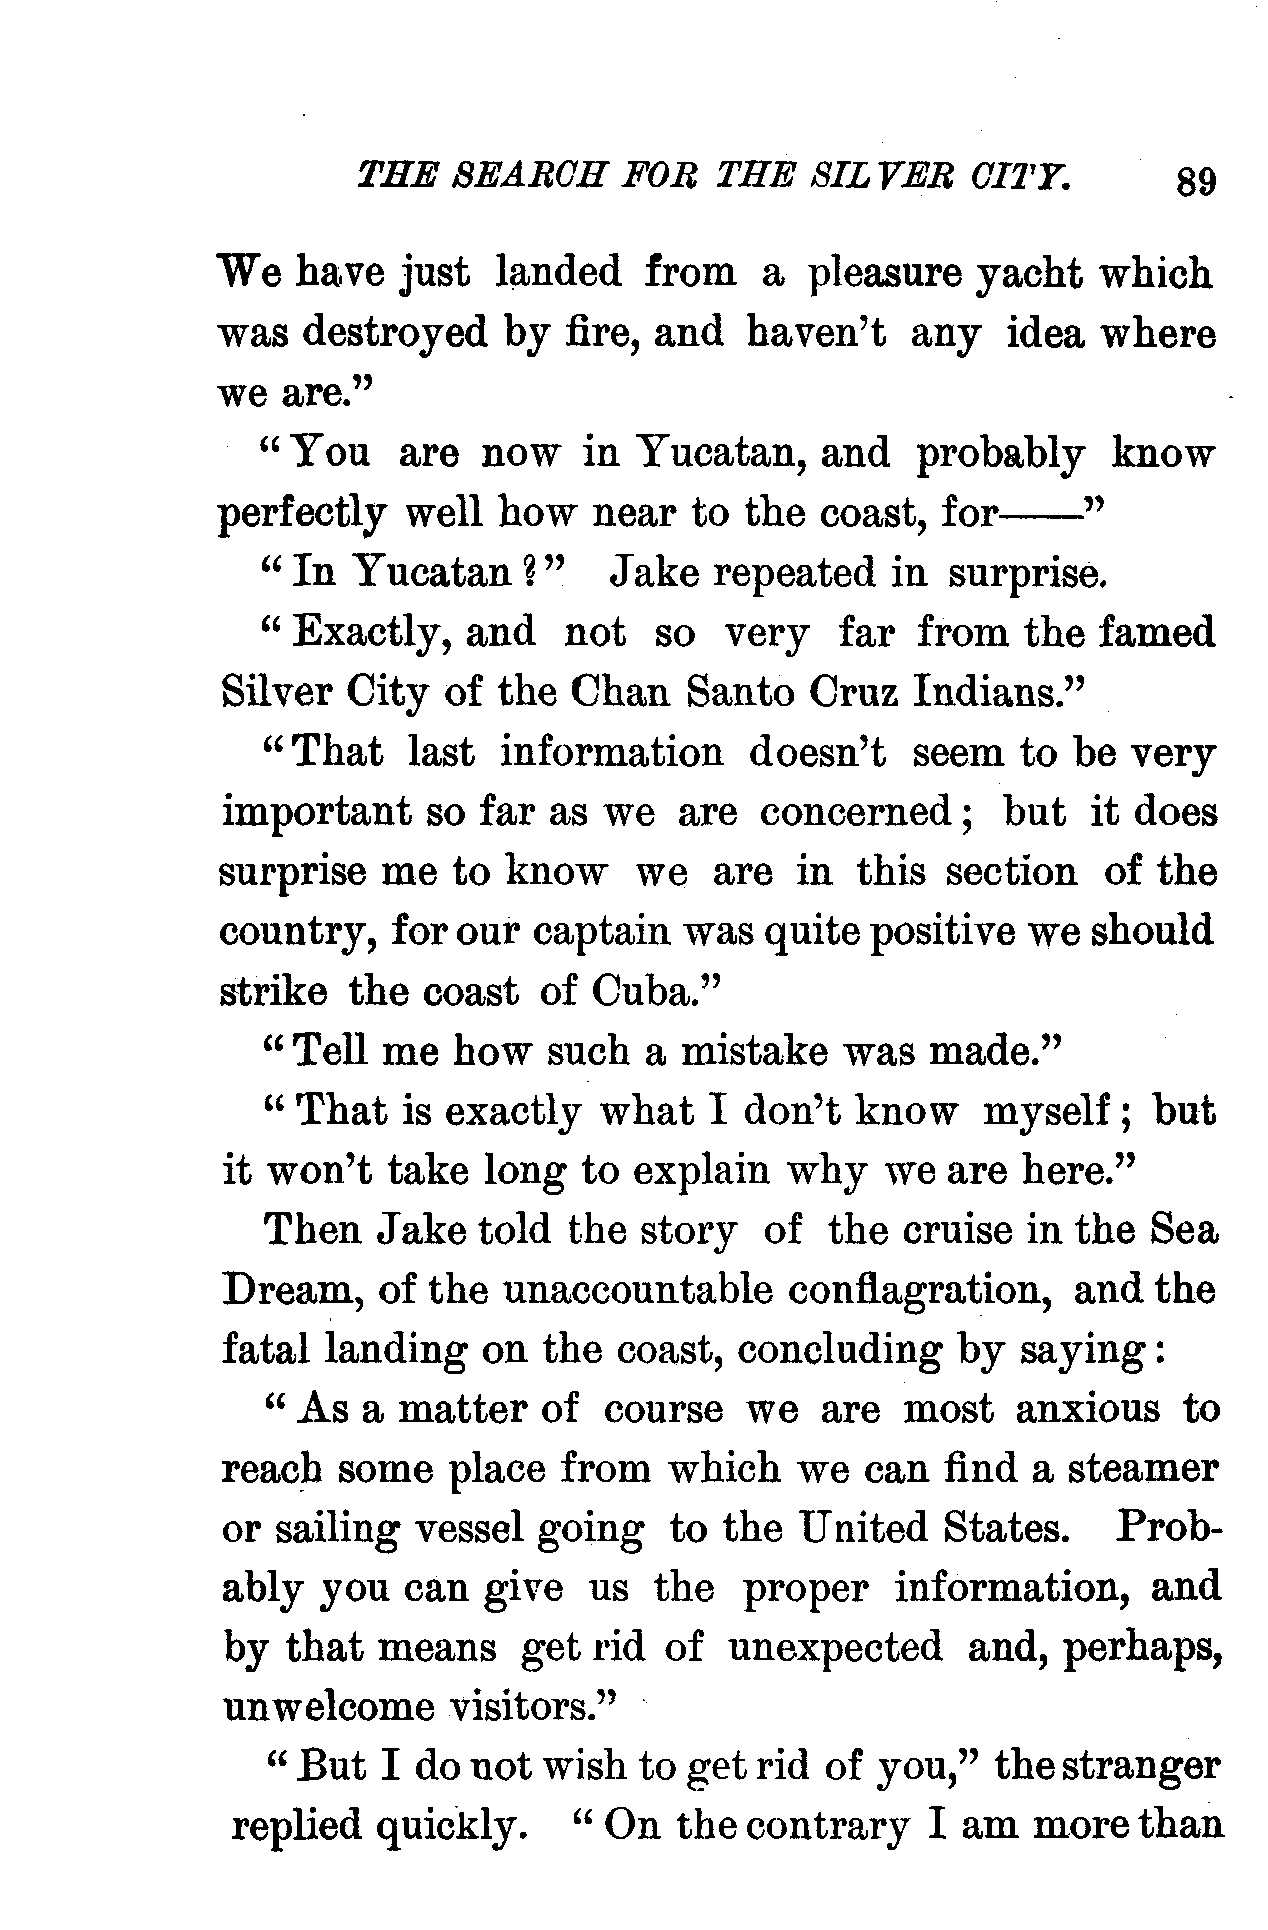 THE SEARCH FOR THE SILVER CITY. 89
We have just landed from a pleasure yacht which
was destroyed by fire, and haven't any idea where
we are."
"You are now in Yucatan, and probably know
perfectly well how near to the coast, for——"
"In Yucatan?" Jake repeated in surprise.
"Exactly, and not so very far from the famed
Silver City of the Chan Santo Cruz Indians."
"That last information doesn't seem to be very
important so far as we are concerned; but it does
surprise me to know we are in this section of the
country, for our captain was quite positive we should
strike the coast of Cuba."
"Tell me how such a mistake was made."
"That is exactly what I don't know myself; but
it won't take long to explain why we are here."
Then Jake told the story of the cruise in the Sea
Dream, of the unaccountable conflagration, and the
fatal landing on the coast, concluding by saying:
"As a matter of course we are most anxious to
reach some place from which we can find a steamer
or sailing vessel going to the United States. Prob-
ably you can give us the proper information, and
by that means get rid of unexpected and, perhaps,
unwelcome visitors."
"But I do not wish to get rid of you," the stranger
replied quickly. "On the contrary I am more than